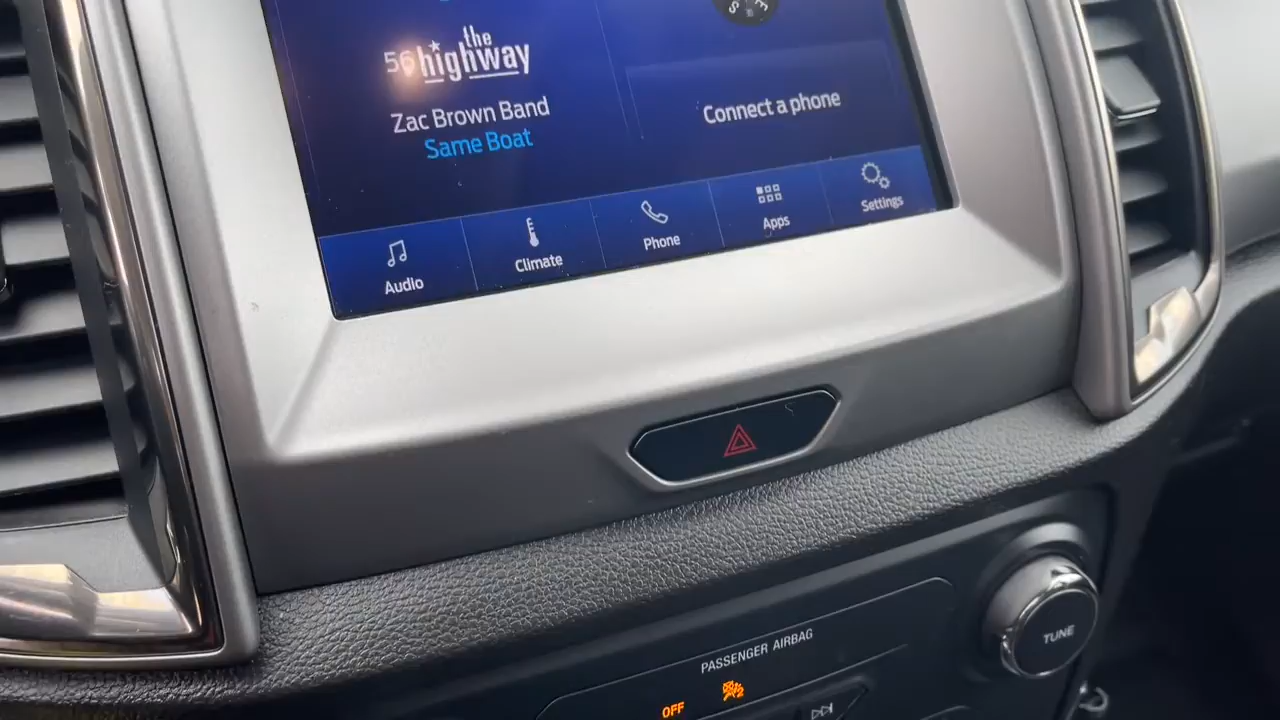 56 the highway
Zac Brown Band
Same Boat
S E
Connect a phone
Audio
Climate
Phone
Apps
Settings
TUNE
PASSENGER AIRBAG
OFF